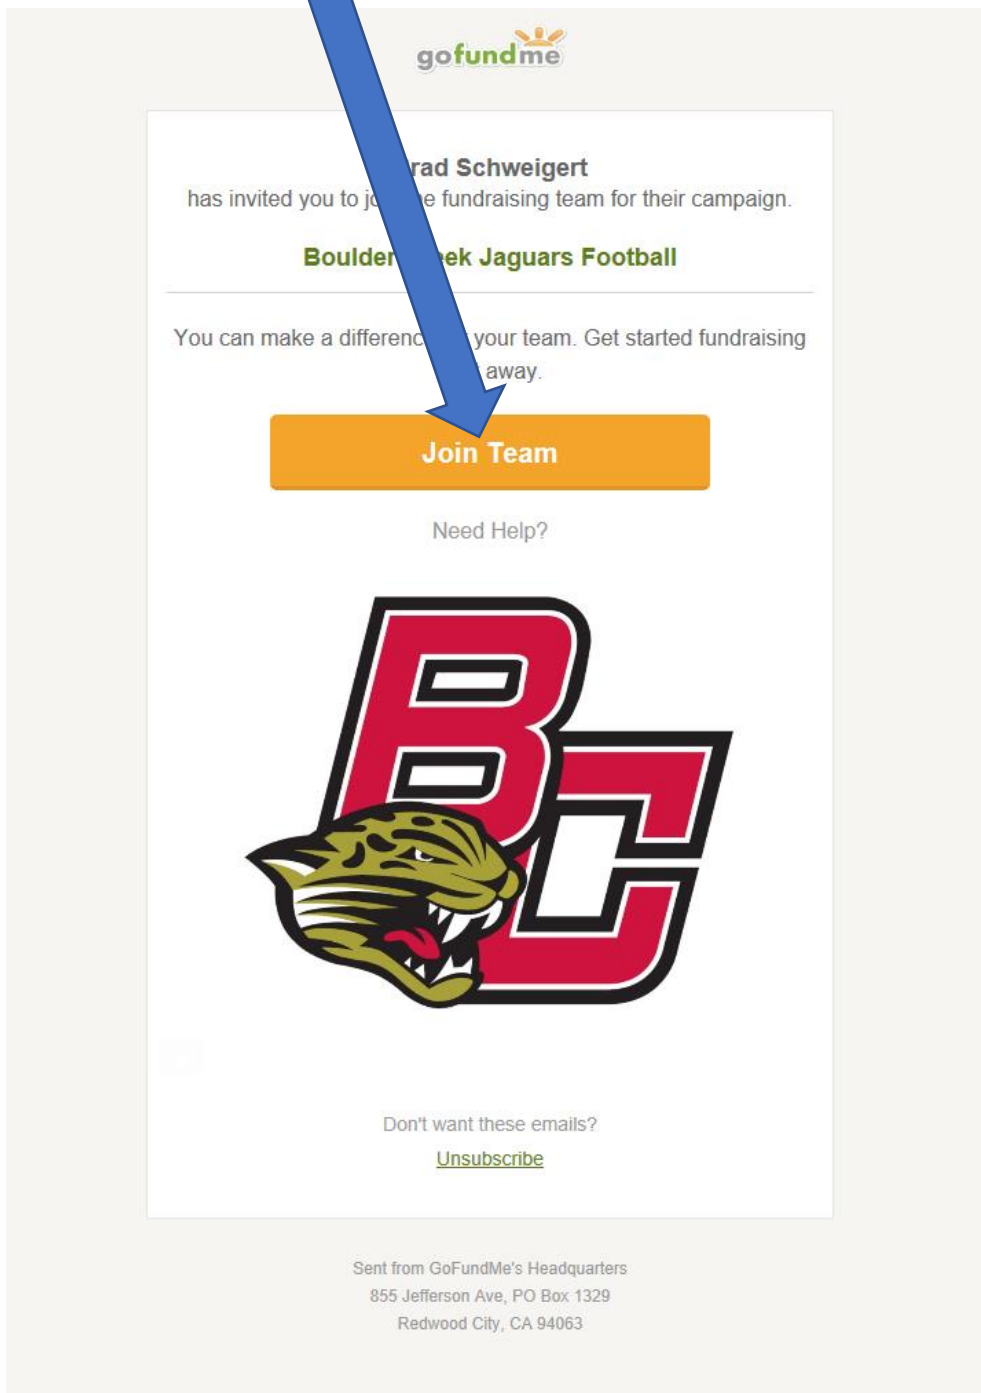 gofundme
rad Schweigert
has invited you to jo e fundraising team for their campaign.
Boulder eek Jaguars Football
You can make a differenc your team. Get started fundraising
away.
Join Team
Need Help?
BC
Don't want these emails?
Unsubscribe
Sent from GoFundMe's Headquarters
855 Jefferson Ave, PO Box 1329
Redwood City, CA 94063